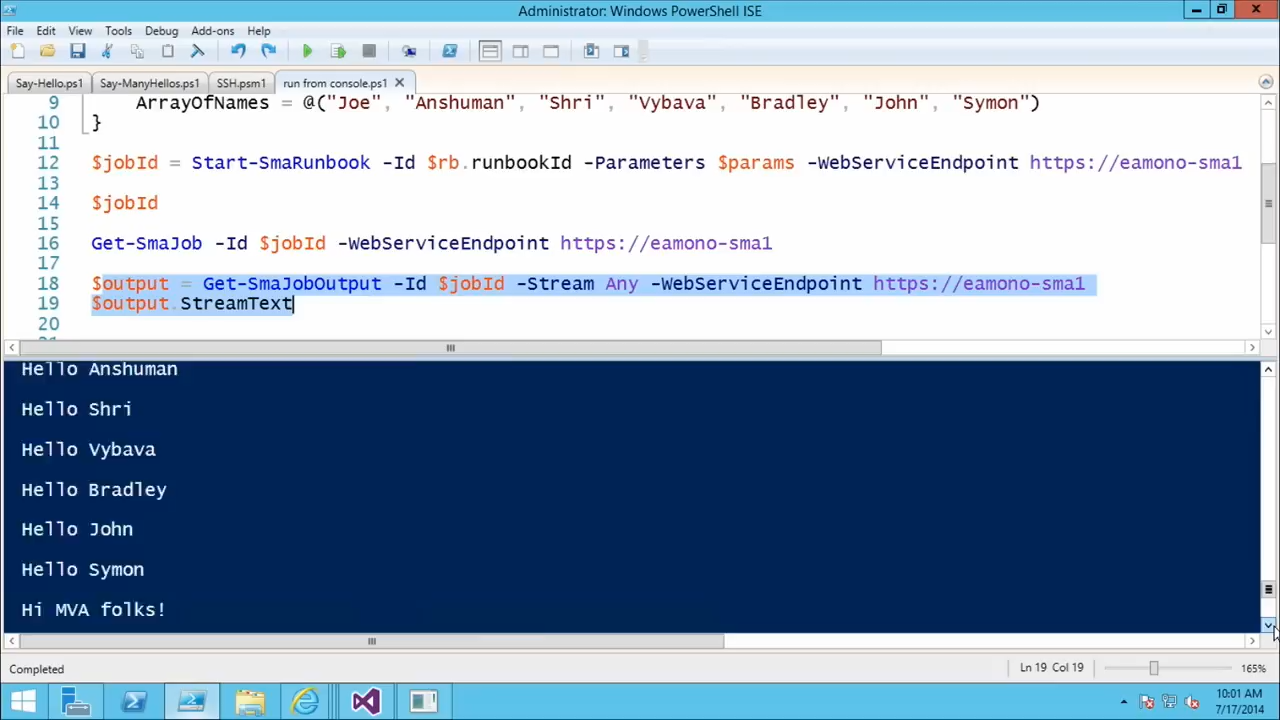 Administrator: Windows PowerShell ISE
File Edit View Tools Debug Add-ons Help
Say-Hello.ps1 Say-ManyHellos.ps1 SSH.psm1 run from console.ps1
9 ArrayOfNames = @("Joe", "Anshuman", "Shri", "Vybava", "Bradley", "John", "Symon")
10 }
11
12 $jobId = Start-SmaRunbook -Id $rb.runbookId -Parameters $params -WebServiceEndpoint https://eamono-sma1
13
14 $jobId
15
16 Get-SmaJob -Id $jobId -WebServiceEndpoint https://eamono-sma1
17
18 $output = Get-SmaJobOutput -Id $jobId -Stream Any -WebServiceEndpoint https://eamono-sma1
19 $output.StreamText
20
Hello Anshuman
Hello Shri
Hello Vybava
Hello Bradley
Hello John
Hello Symon
Hi MVA folks!
Completed Ln 19 Col 19 165%
10:01 AM
7/17/2014